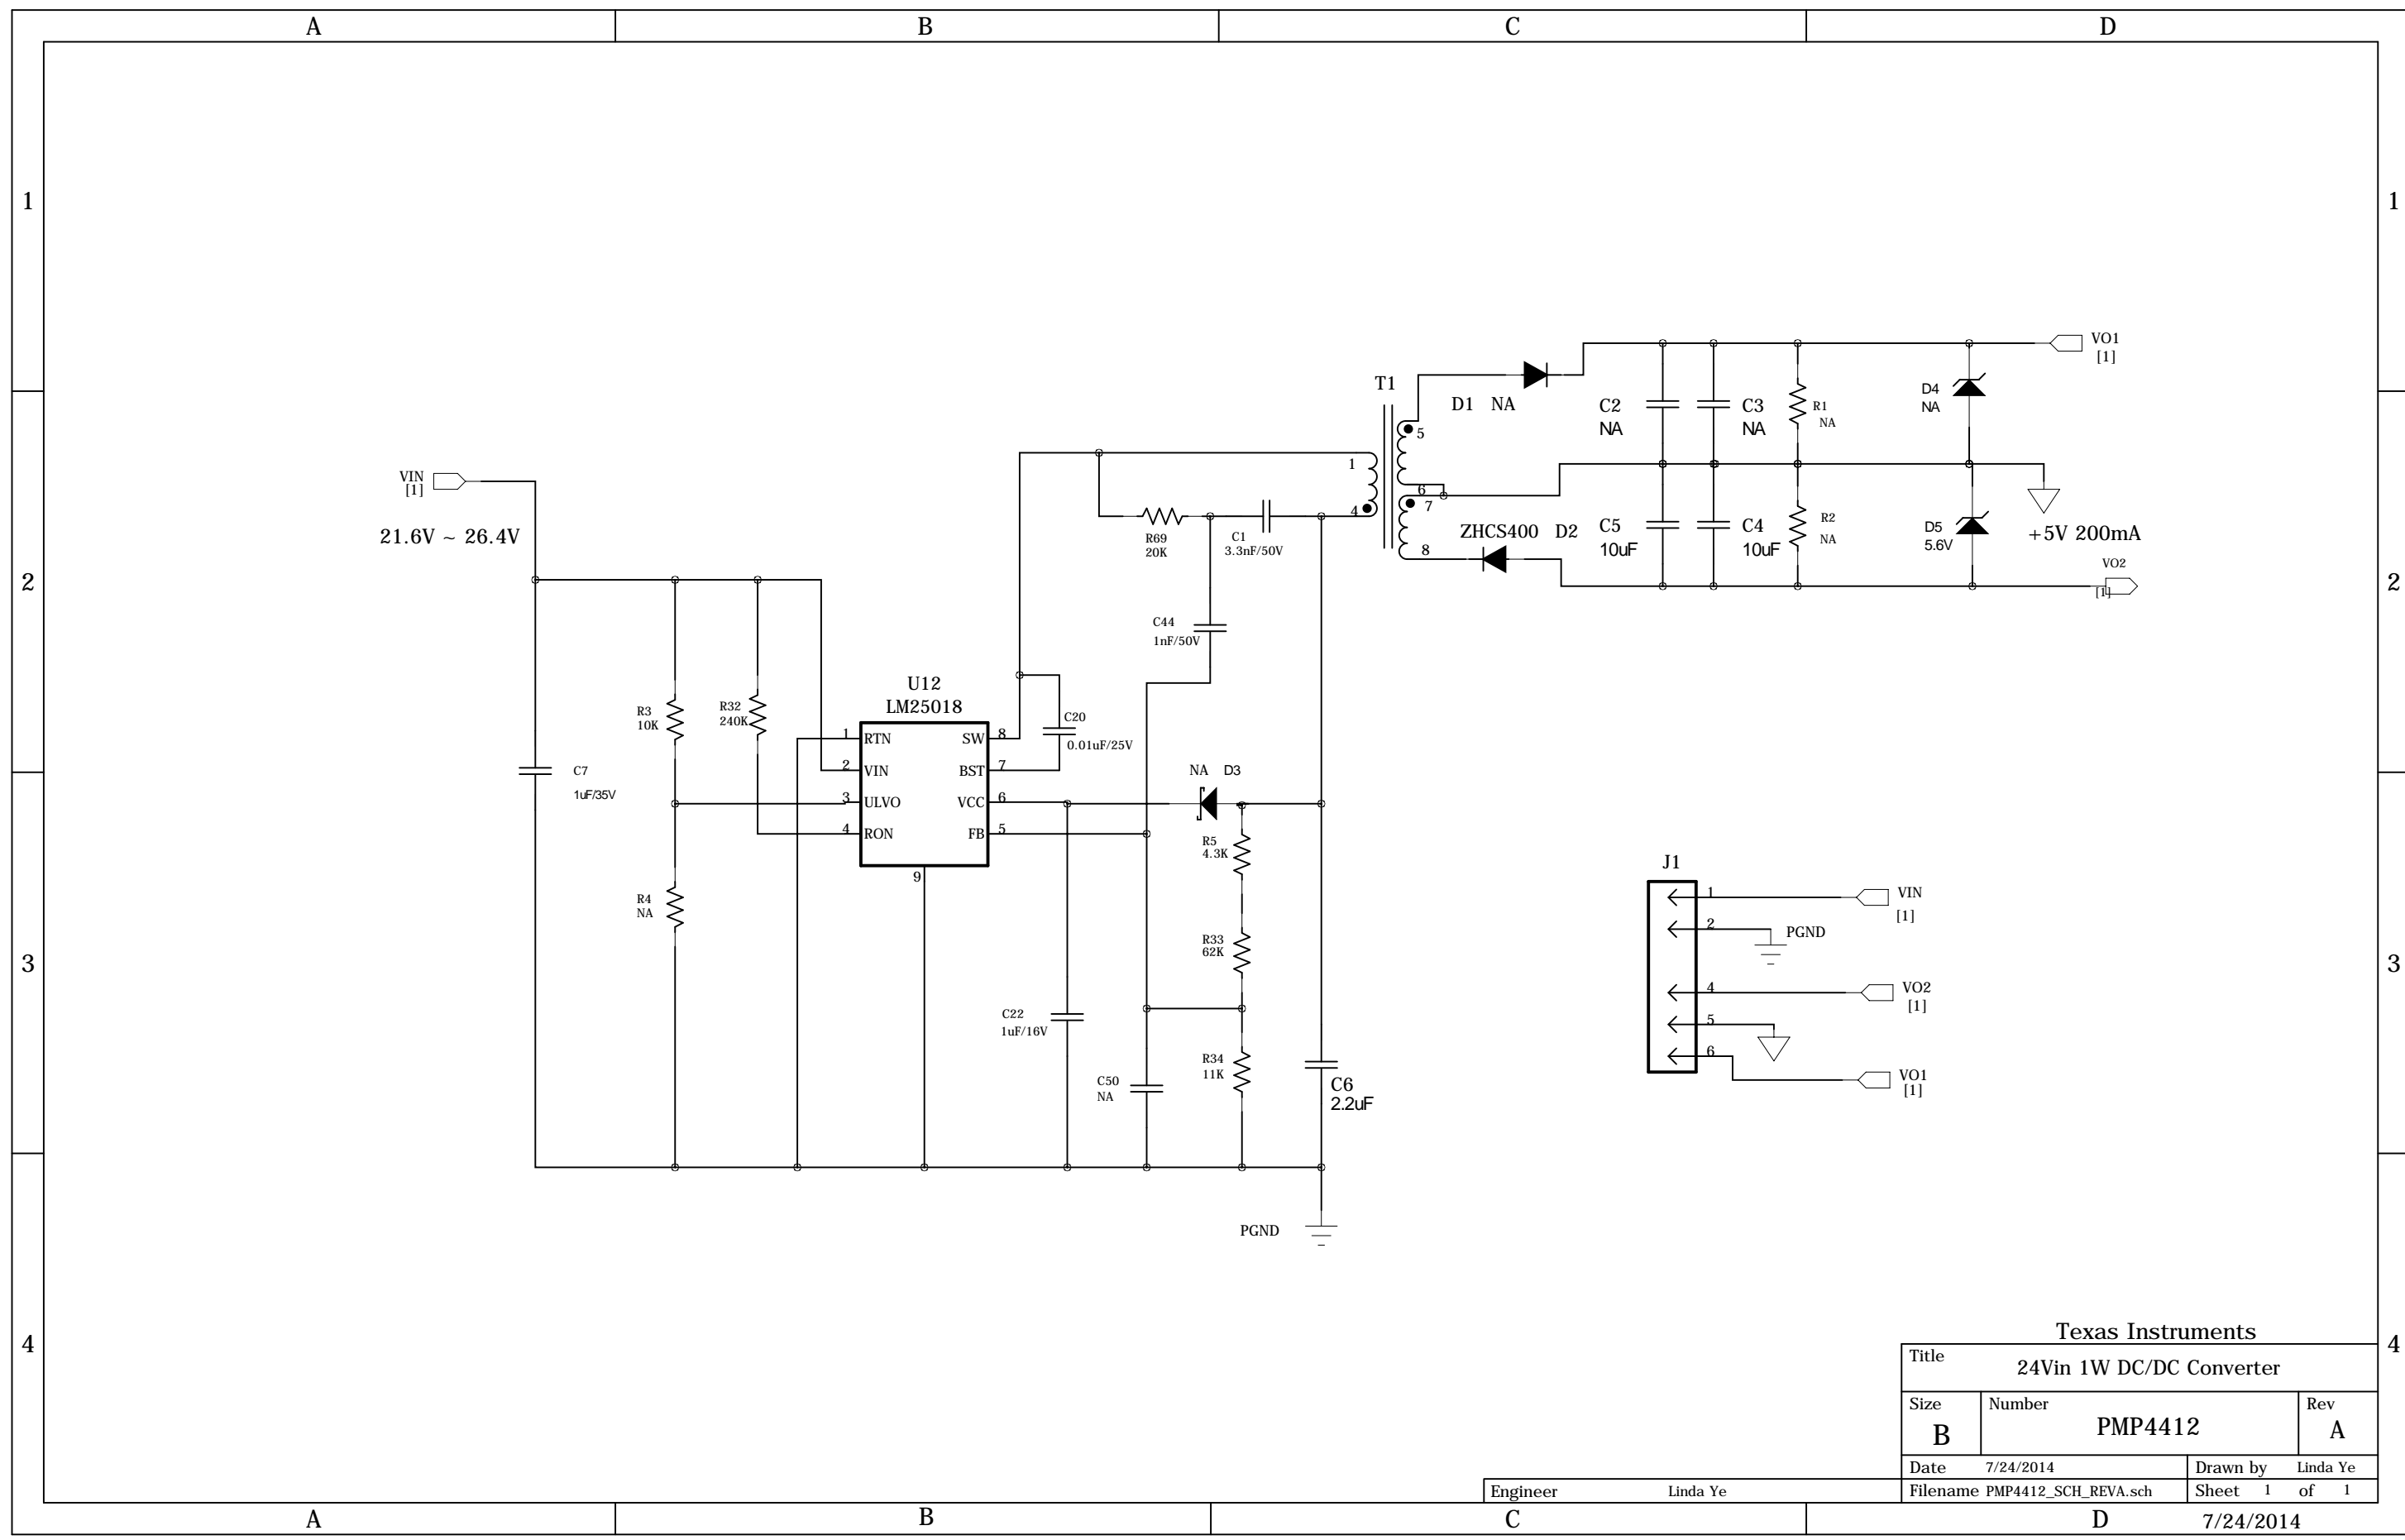 A B C D
1 1
VO1
[1]
T1
D1 NA
5
C2
NA
C3
NA
R1
NA
D4
NA
1
VIN
[1]
6
7
4
21.6V ~ 26.4V
R69
20K
C1
3.3nF/50V
ZHCS400 D2
8
C5
10uF
C4
10uF
R2
NA
D5
5.6V
+5V 200mA
VO2
[1]
2 2
C44
1nF/50V
U12
LM25018
R3
10K
R32
240K
C20
0.01uF/25V
1 RTN SW 8
2 VIN BST 7
3 ULVO VCC 6
4 RON FB 5
9
C7
1uF/35V
NA D3
R5
4.3K
R4
NA
R33
62K
J1
1 VIN
[1]
2 PGND
4 VO2
[1]
5
6
VO1
[1]
3 3
C22
1uF/16V
R34
11K
C50
NA
C6
2.2uF
PGND
4 4
Texas Instruments
Title
24Vin 1W DC/DC Converter
Size Number Rev
B PMP4412 A
Date 7/24/2014 Drawn by Linda Ye
Engineer Linda Ye Filename PMP4412_SCH_REVA.sch Sheet 1 of 1
A B C D 7/24/2014